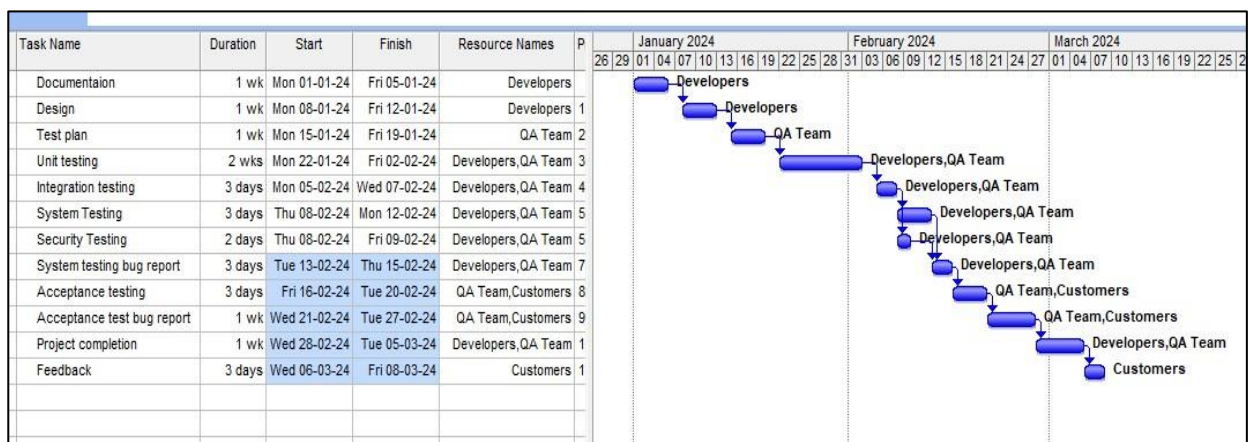 Task Name Duration Start Finish Resource Names P
January 2024 February 2024 March 2024
26 29 01 04 07 10 13 16 19 22 25 28 31 03 06 09 12 15 18 21 24 27 01 04 07 10 13 16 19 22 25 2
Documentaion 1 wk Mon 01-01-24 Fri 05-01-24 Developers Developers
Design 1 wk Mon 08-01-24 Fri 12-01-24 Developers 1 Developers
Test plan 1 wk Mon 15-01-24 Fri 19-01-24 QA Team 2 QA Team
Unit testing 2 wks Mon 22-01-24 Fri 02-02-24 Developers,QA Team 3 Developers,QA Team
Integration testing 3 days Mon 05-02-24 Wed 07-02-24 Developers,QA Team 4 Developers,QA Team
System Testing 3 days Thu 08-02-24 Mon 12-02-24 Developers,QA Team 5 Developers,QA Team
Security Testing 2 days Thu 08-02-24 Fri 09-02-24 Developers,QA Team 5 Developers,QA Team
System testing bug report 3 days Tue 13-02-24 Thu 15-02-24 Developers,QA Team 7 Developers,QA Team
Acceptance testing 3 days Fri 16-02-24 Tue 20-02-24 QA Team,Customers 8 QA Team,Customers
Acceptance test bug report 1 wk Wed 21-02-24 Tue 27-02-24 QA Team,Customers 9 QA Team,Customers
Project completion 1 wk Wed 28-02-24 Tue 05-03-24 Developers,QA Team 1 Developers,QA Team
Feedback 3 days Wed 06-03-24 Fri 08-03-24 Customers 1 Customers